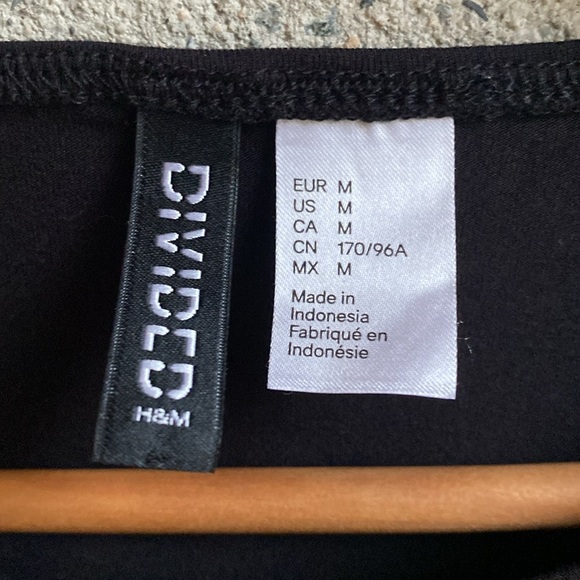 DIVIDED
H&M
EUR M
US M
CA M
CN 170/96A
MX M
Made in
Indonesia
Fabriqué en
Indonésie